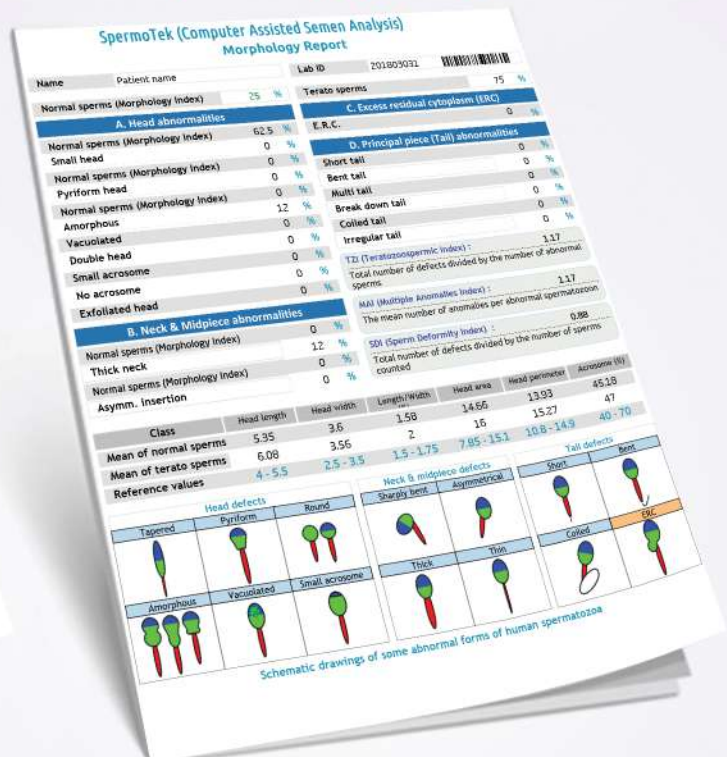 SpermoTek (Computer Assisted Semen Analysis)
Morphology Report
Name Patient name Lab ID 201803031
Normal sperms (Morphology Index) 25 % Terato sperms 75 %
A. Head abnormalities
Normal sperms (Morphology Index) 62.5 %
Small head 0 %
Normal sperms (Morphology Index) 0 %
Pyriform head 0 %
Normal sperms (Morphology Index) 0 %
Amorphous 12 %
Vacuolated 0 %
Double head 0 %
Small acrosome 0 %
No acrosome 0 %
Exfoliated head 0 %
B. Neck & Midpiece abnormalities
Normal sperms (Morphology Index) 0 %
Thick neck 12 %
Normal sperms (Morphology Index) 0 %
Asymm. insertion 0 %
C. Excess residual cytoplasm (ERC)
E.R.C. 0 %
D. Principal piece (Tail) abnormalities
Short tail 0 %
Bent tail 0 %
Multi tail 0 %
Break down tail 0 %
Coiled tail 0 %
Irregular tail 0 %
TZI (Teratozoospermic Index) : 1.17
Total number of defects divided by the number of abnormal
sperms
MAI (Multiple Anomalies Index) : 1.17
The mean number of anomalies per abnormal spermatozoon
SDI (Sperm Deformity Index) : 0.88
Total number of defects divided by the number of sperms
counted
Class Head length Head width Length/Width Head area Head perimeter Acrosome (%)
Mean of normal sperms 5.35 3.6 1.58 14.66 13.93 45.18
Mean of terato sperms 6.08 3.56 2 16 15.27 47
Reference values 4 - 5.5 2.5 - 3.5 1.5 - 1.75 7.85 - 15.1 10.8 - 14.9 40 - 70
Head defects Neck & midpiece defects Tail defects
Tapered Pyriform Round Sharply bent Asymmetrical Short Bent
Amorphous Vacuolated Small acrosome Thick Thin Coiled ERC
Schematic drawings of some abnormal forms of human spermatozoa